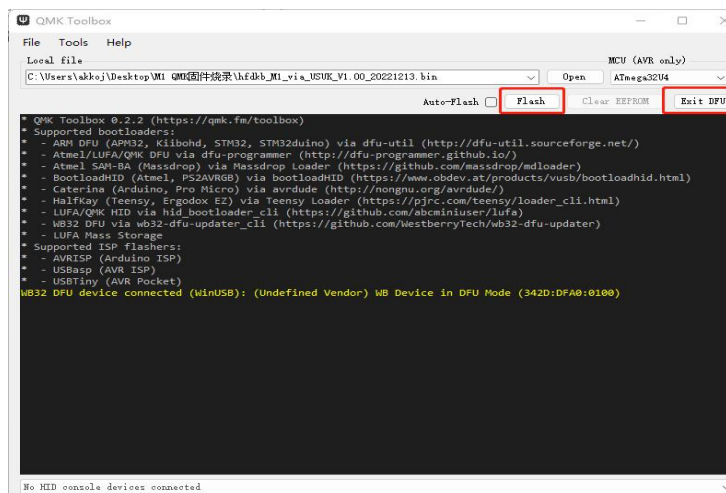 QMK Toolbox
File Tools Help
Local file
MCU (AVR only)
C:\Users\akkoj\Desktop\M1 QMK固件烧录\hfdkb_M1_via_USUK_V1.00_20221213.bin
Open
ATmega32U4
Auto-Flash
Flash
Clear EEPROM
Exit DFU
* QMK Toolbox 0.2.2 (https://qmk.fm/toolbox)
* Supported bootloaders:
*  - ARM DFU (APM32, Kiibohd, STM32, STM32duino) via dfu-util (http://dfu-util.sourceforge.net/)
*  - Atmel/LUFA/QMK DFU via dfu-programmer (http://dfu-programmer.github.io/)
*  - Atmel SAM-BA (Massdrop) via Massdrop Loader (https://github.com/massdrop/mdloader)
*  - BootloadHID (Atmel, PS2AVRGB) via bootloadHID (https://www.obdev.at/products/vusb/bootloadhid.html)
*  - Caterina (Arduino, Pro Micro) via avrdude (http://nongnu.org/avrdude/)
*  - HalfKay (Teensy, Ergodox EZ) via Teensy Loader (https://pjrc.com/teensy/loader_cli.html)
*  - LUFA/QMK HID via hid_bootloader_cli (https://github.com/abcminiuser/lufa)
*  - WB32 DFU via wb32-dfu-updater_cli (https://github.com/WestberryTech/wb32-dfu-updater)
*  - LUFA Mass Storage
* Supported ISP flashers:
*  - AVRISP (Arduino ISP)
*  - USBasp (AVR ISP)
*  - USBTiny (AVR Pocket)
WB32 DFU device connected (WinUSB): (Undefined Vendor) WB Device in DFU Mode (342D:DFA0:0100)
No HID console devices connected